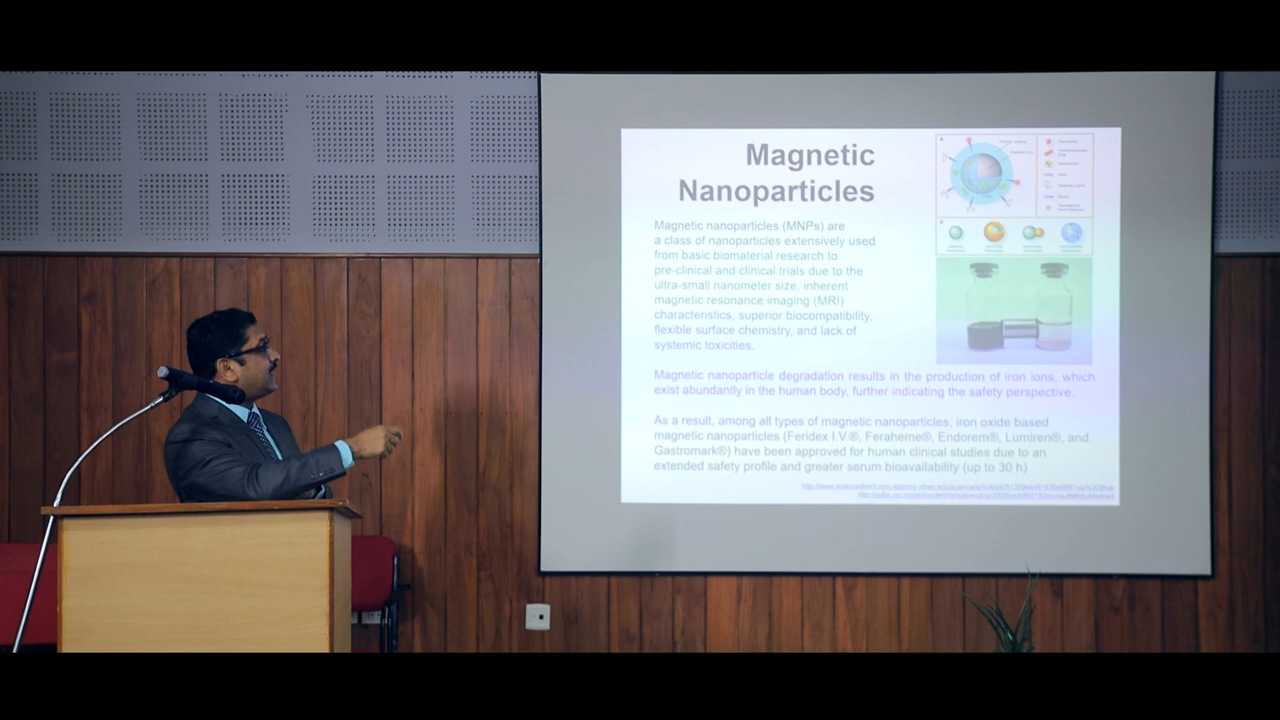 Magnetic
Nanoparticles
Magnetic nanoparticles (MNPs) are
a class of nanoparticles extensively used
from basic biomaterial research to
pre-clinical and clinical trials due to the
ultra-small nanometer size, inherent
magnetic resonance imaging (MRI)
characteristics, superior biocompatibility,
flexible surface chemistry, and lack of
systemic toxicities.
Magnetic nanoparticle degradation results in the production of iron ions, which
exist abundantly in the human body, further indicating the safety perspective.
As a result, among all types of magnetic nanoparticles, iron oxide based
magnetic nanoparticles (Feridex I.V.®, Feraheme®, Endorem®, Lumiren®, and
Gastromark®) have been approved for human clinical studies due to an
extended safety profile and greater serum bioavailability (up to 30 h)